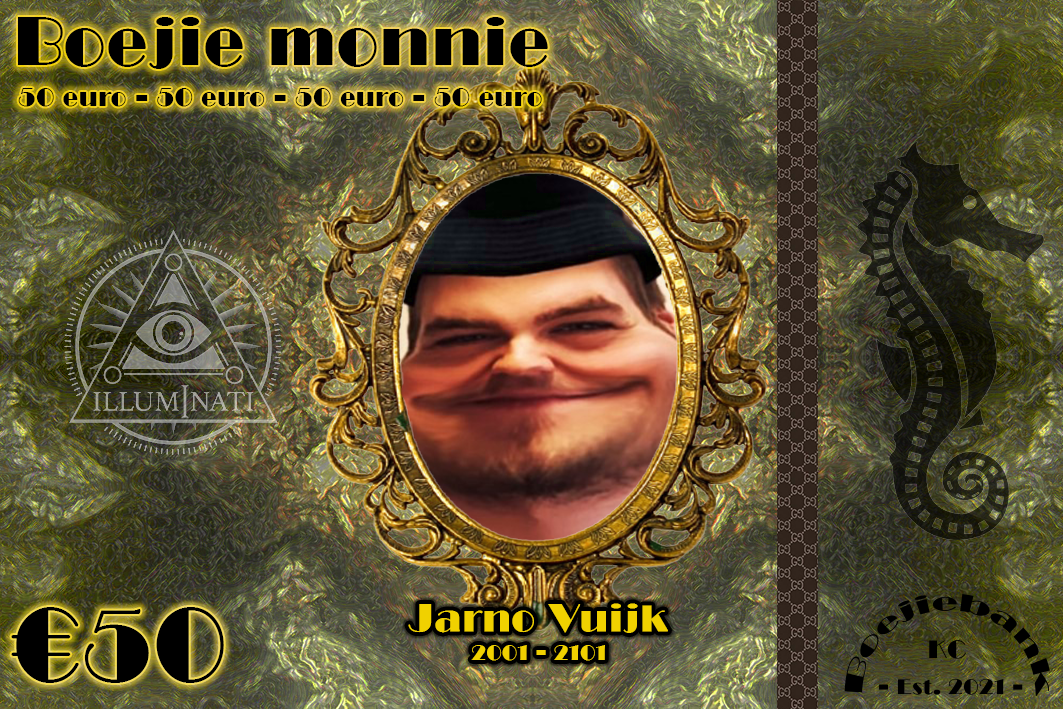 Boejie monnie
50 euro - 50 euro - 50 euro - 50 euro
ILLUMINATI
€50
Jarno Vuijk
2001 - 2101
Boejiebank
KC
- Est. 2021 -